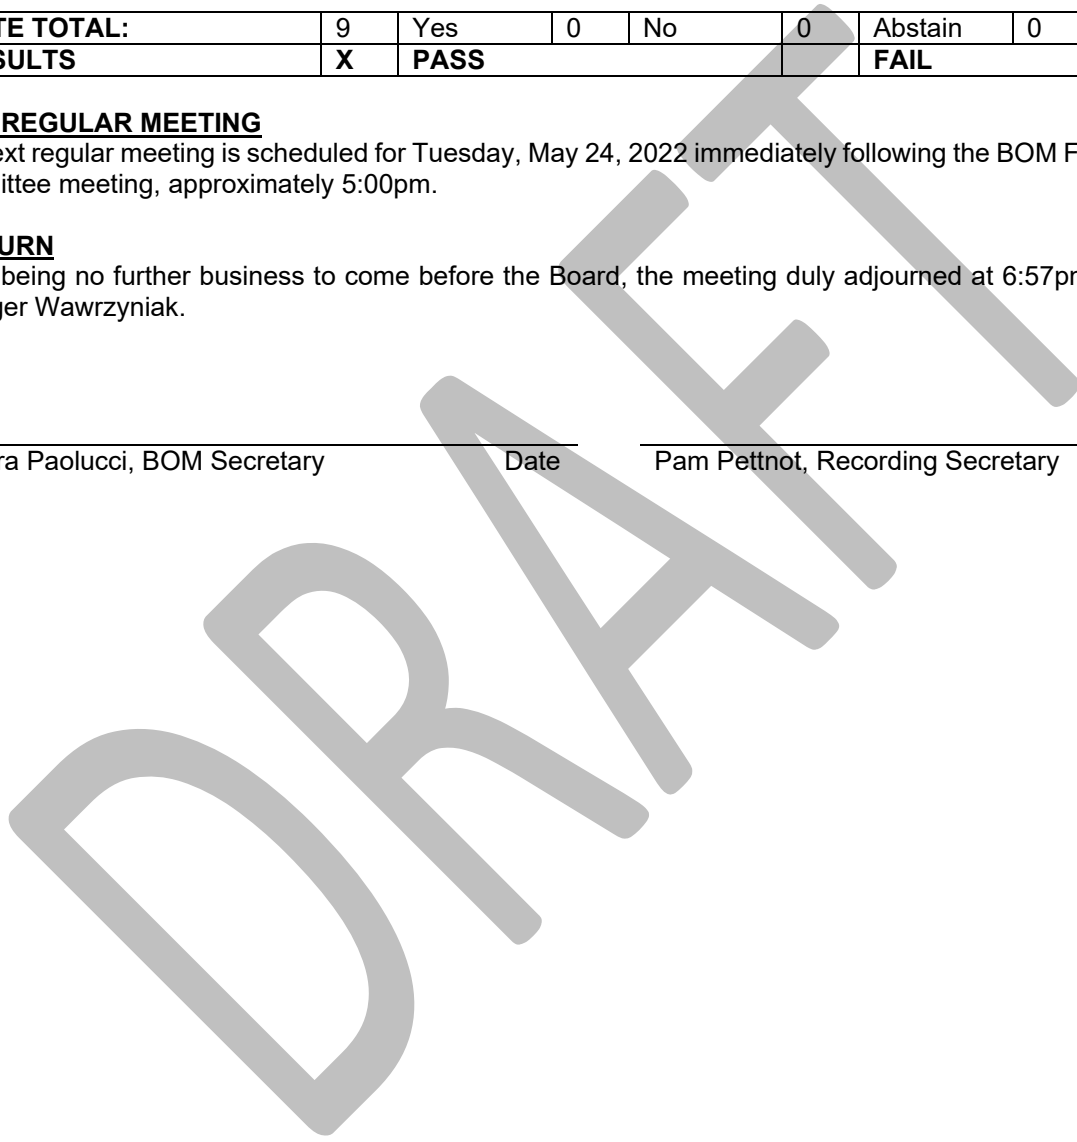 TE TOTAL: 9 Yes 0 No 0 Abstain 0
SULTS X PASS FAIL
REGULAR MEETING
ext regular meeting is scheduled for Tuesday, May 24, 2022 immediately following the BOM F
ittee meeting, approximately 5:00pm.
URN
being no further business to come before the Board, the meeting duly adjourned at 6:57pm
ger Wawrzyniak.
ra Paolucci, BOM Secretary Date Pam Pettnot, Recording Secretary
DRAFT